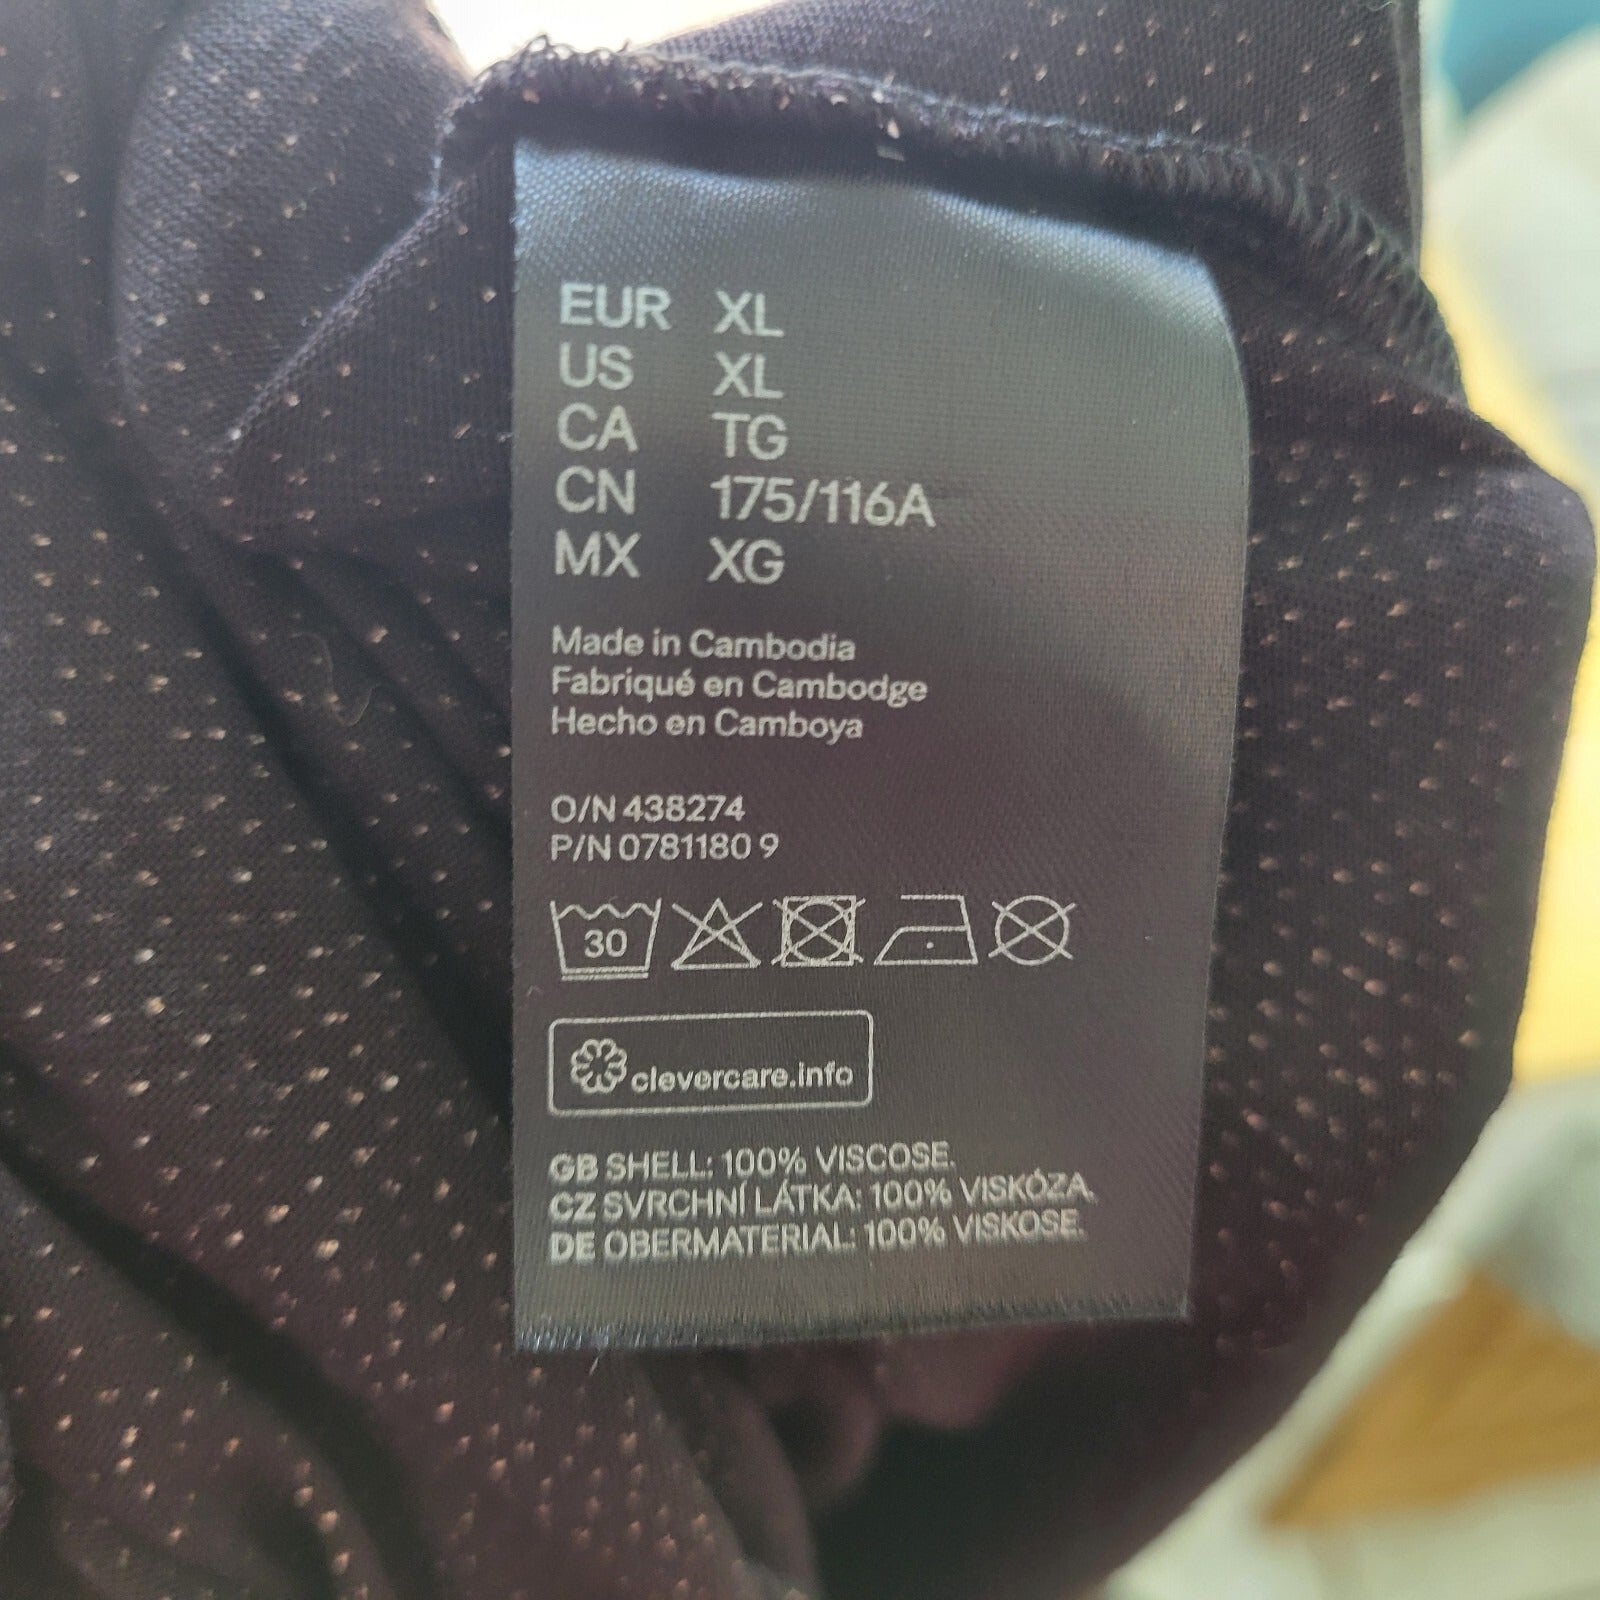 EUR XL
US XL
CA TG
CN 175/116A
MX XG
Made in Cambodia
Fabriqué en Cambodge
Hecho en Camboya
O/N 438274
P/N 0781180 9
30
clevercare.info
GB SHELL: 100% VISCOSE.
CZ SVRCHNÍ LÁTKA: 100% VISKÓZA.
DE OBERMATERIAL: 100% VISKOSE.